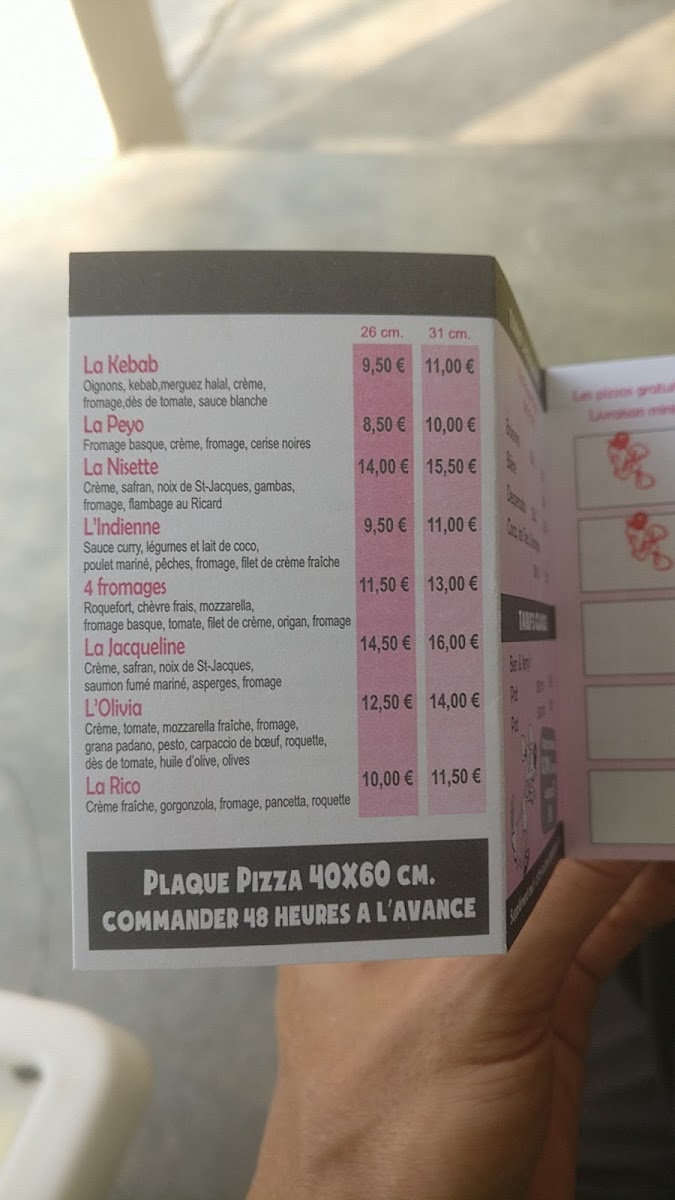 26 cm. 31 cm.
La Kebab 9,50 € 11,00 €
Oignons, kebab,merguez halal, crème,
fromage,dès de tomate, sauce blanche
La Peyo 8,50 € 10,00 €
Fromage basque, crème, fromage, cerise noires
La Nisette 14,00 € 15,50 €
Crème, safran, noix de St-Jacques, gambas,
fromage, flambage au Ricard
L'Indienne 9,50 € 11,00 €
Sauce curry, légumes et lait de coco,
poulet mariné, pêches, fromage, filet de crème fraîche
4 fromages 11,50 € 13,00 €
Roquefort, chèvre frais, mozzarella,
fromage basque, tomate, filet de crème, origan, fromage
La Jacqueline 14,50 € 16,00 €
Crème, safran, noix de St-Jacques,
saumon fumé mariné, asperges, fromage
L'Olivia 12,50 € 14,00 €
Crème, tomate, mozzarella fraîche, fromage,
grana padano, pesto, carpaccio de bœuf, roquette,
dès de tomate, huile d'olive, olives
La Rico 10,00 € 11,50 €
Crème fraîche, gorgonzola, fromage, pancetta, roquette
PLAQUE PIZZA 40X60 CM.
COMMANDER 48 HEURES A L'AVANCE
Les pizzas
Livraison